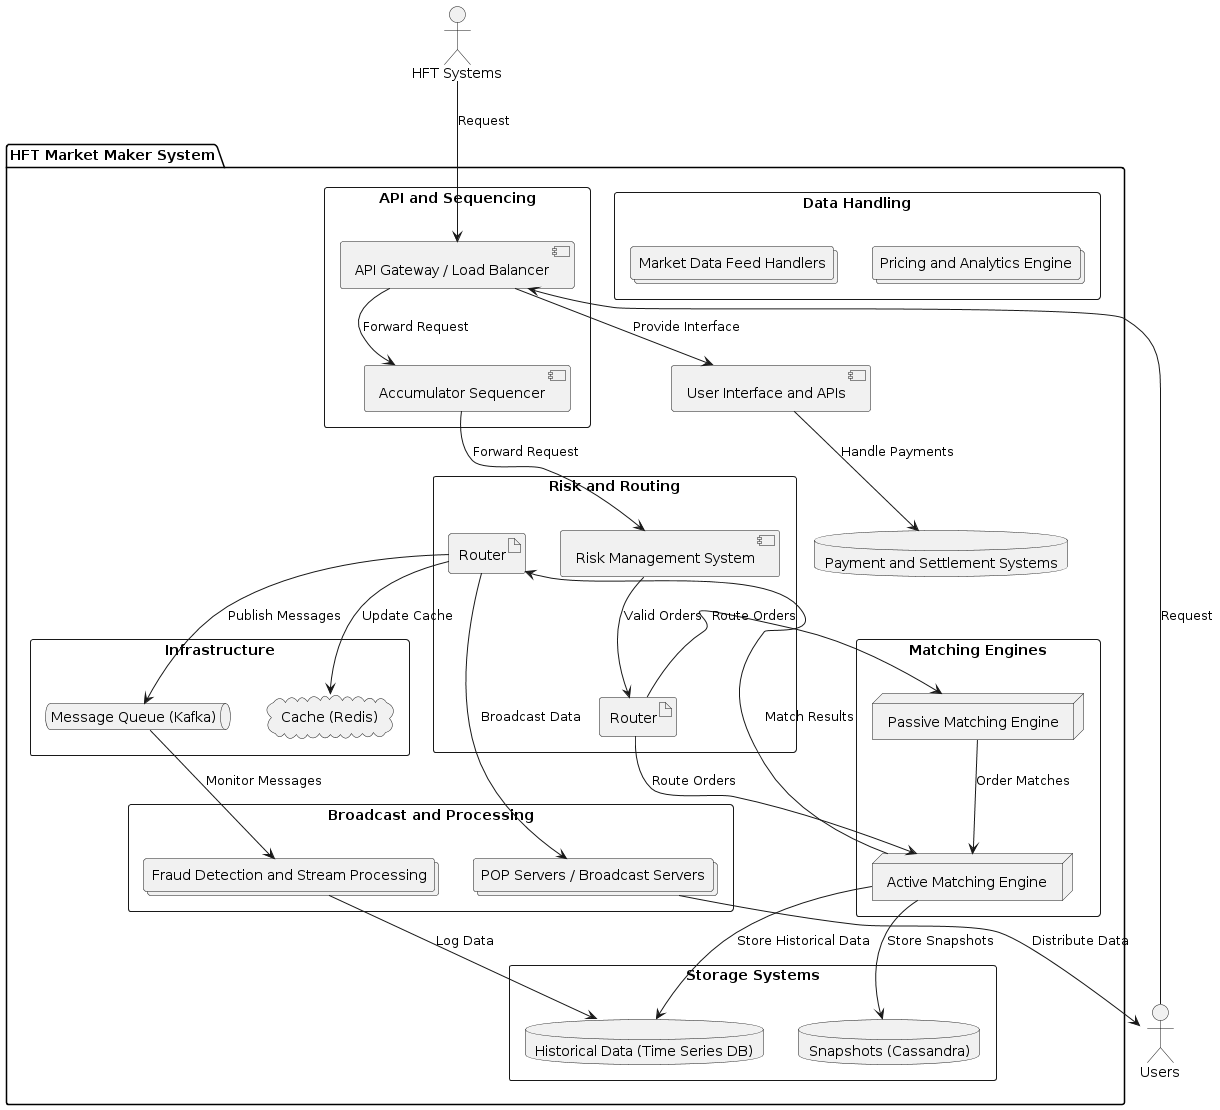 HFT Systems
Request
HFT Market Maker System
API and Sequencing
Data Handling
API Gateway / Load Balancer
Market Data Feed Handlers
Pricing and Analytics Engine
Forward Request
Provide Interface
Accumulator Sequencer
User Interface and APIs
Forward Request
Handle Payments
Risk and Routing
Router
Risk Management System
Payment and Settlement Systems
Publish Messages
Update Cache
Valid Orders
Route Orders
Request
Infrastructure
Matching Engines
Message Queue (Kafka)
Cache (Redis)
Broadcast Data
Router
Match Results
Passive Matching Engine
Monitor Messages
Route Orders
Order Matches
Broadcast and Processing
Fraud Detection and Stream Processing
POP Servers / Broadcast Servers
Active Matching Engine
Log Data
Store Historical Data
Store Snapshots
Distribute Data
Storage Systems
Historical Data (Time Series DB)
Snapshots (Cassandra)
Users